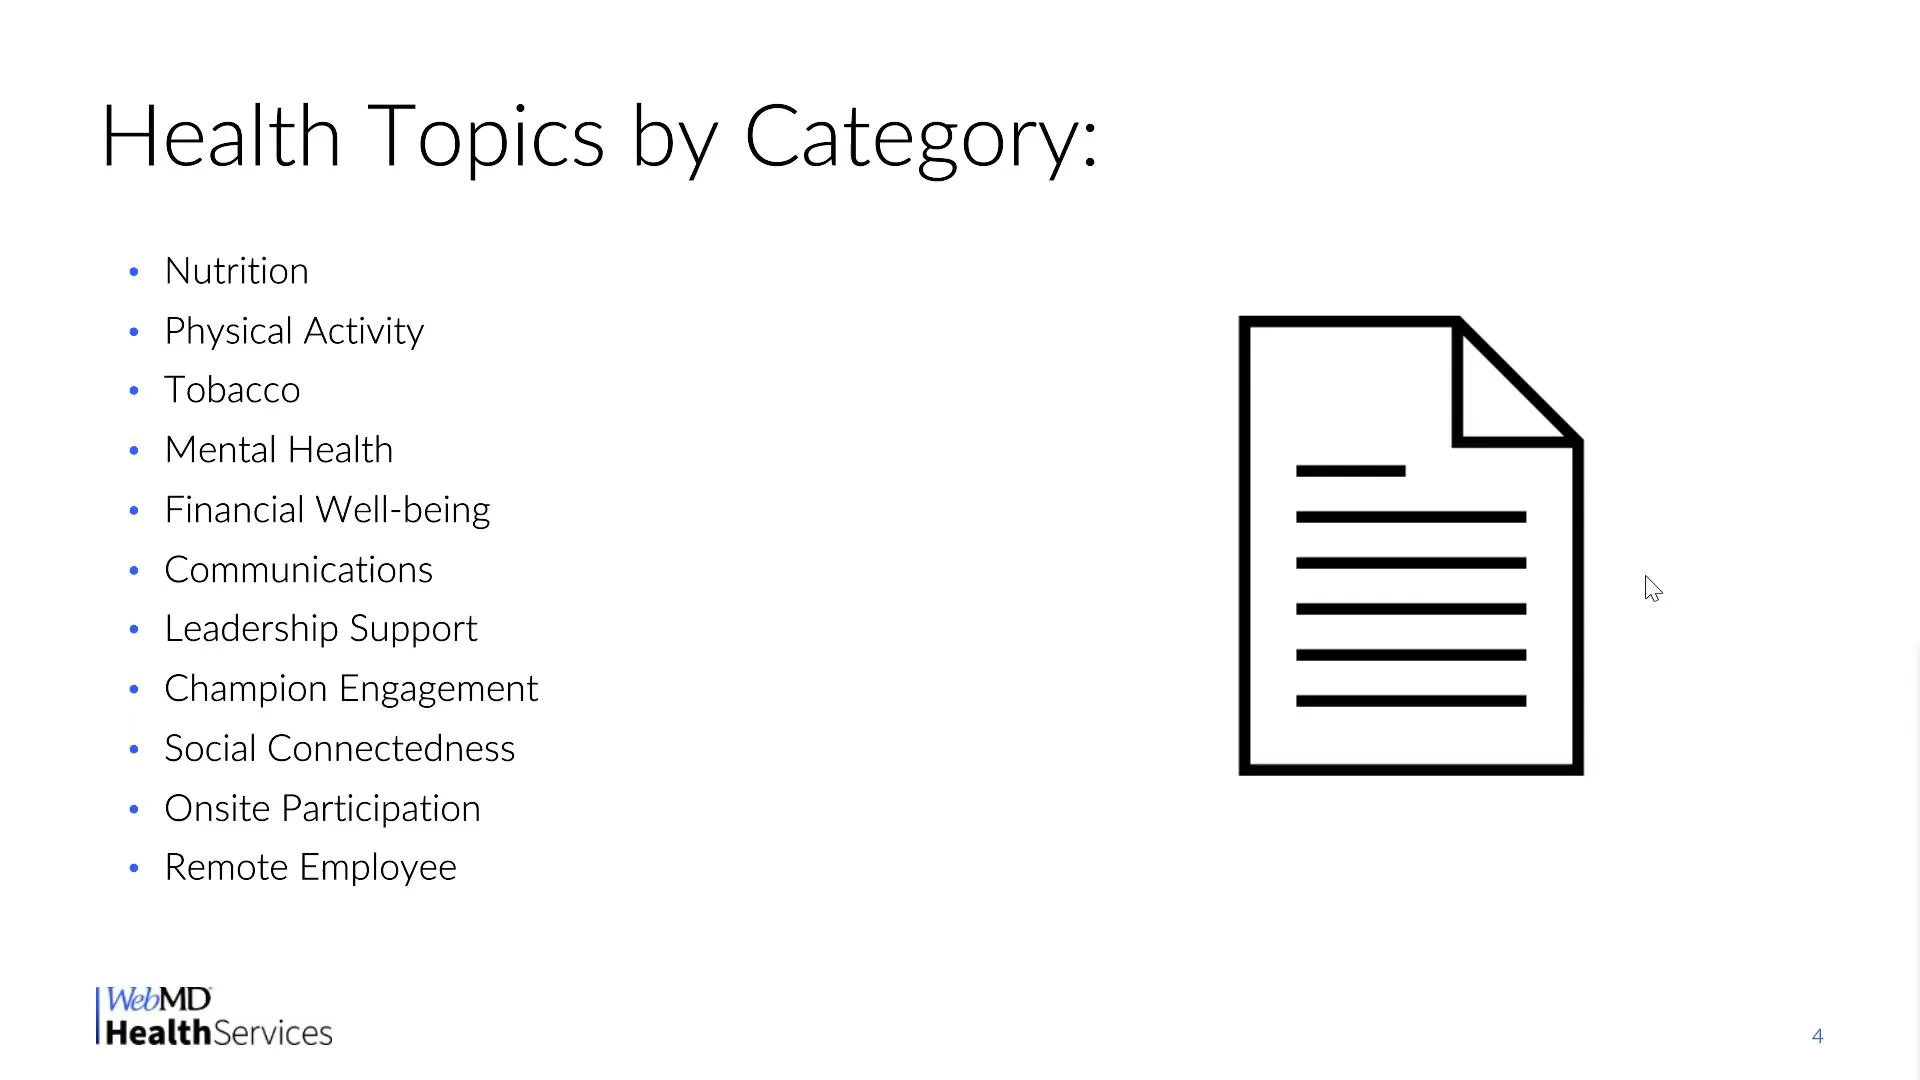 Health Topics by Category:
• Nutrition
• Physical Activity
• Tobacco
• Mental Health
• Financial Well-being
• Communications
• Leadership Support
• Champion Engagement
• Social Connectedness
• Onsite Participation
• Remote Employee
WebMD
HealthServices
4